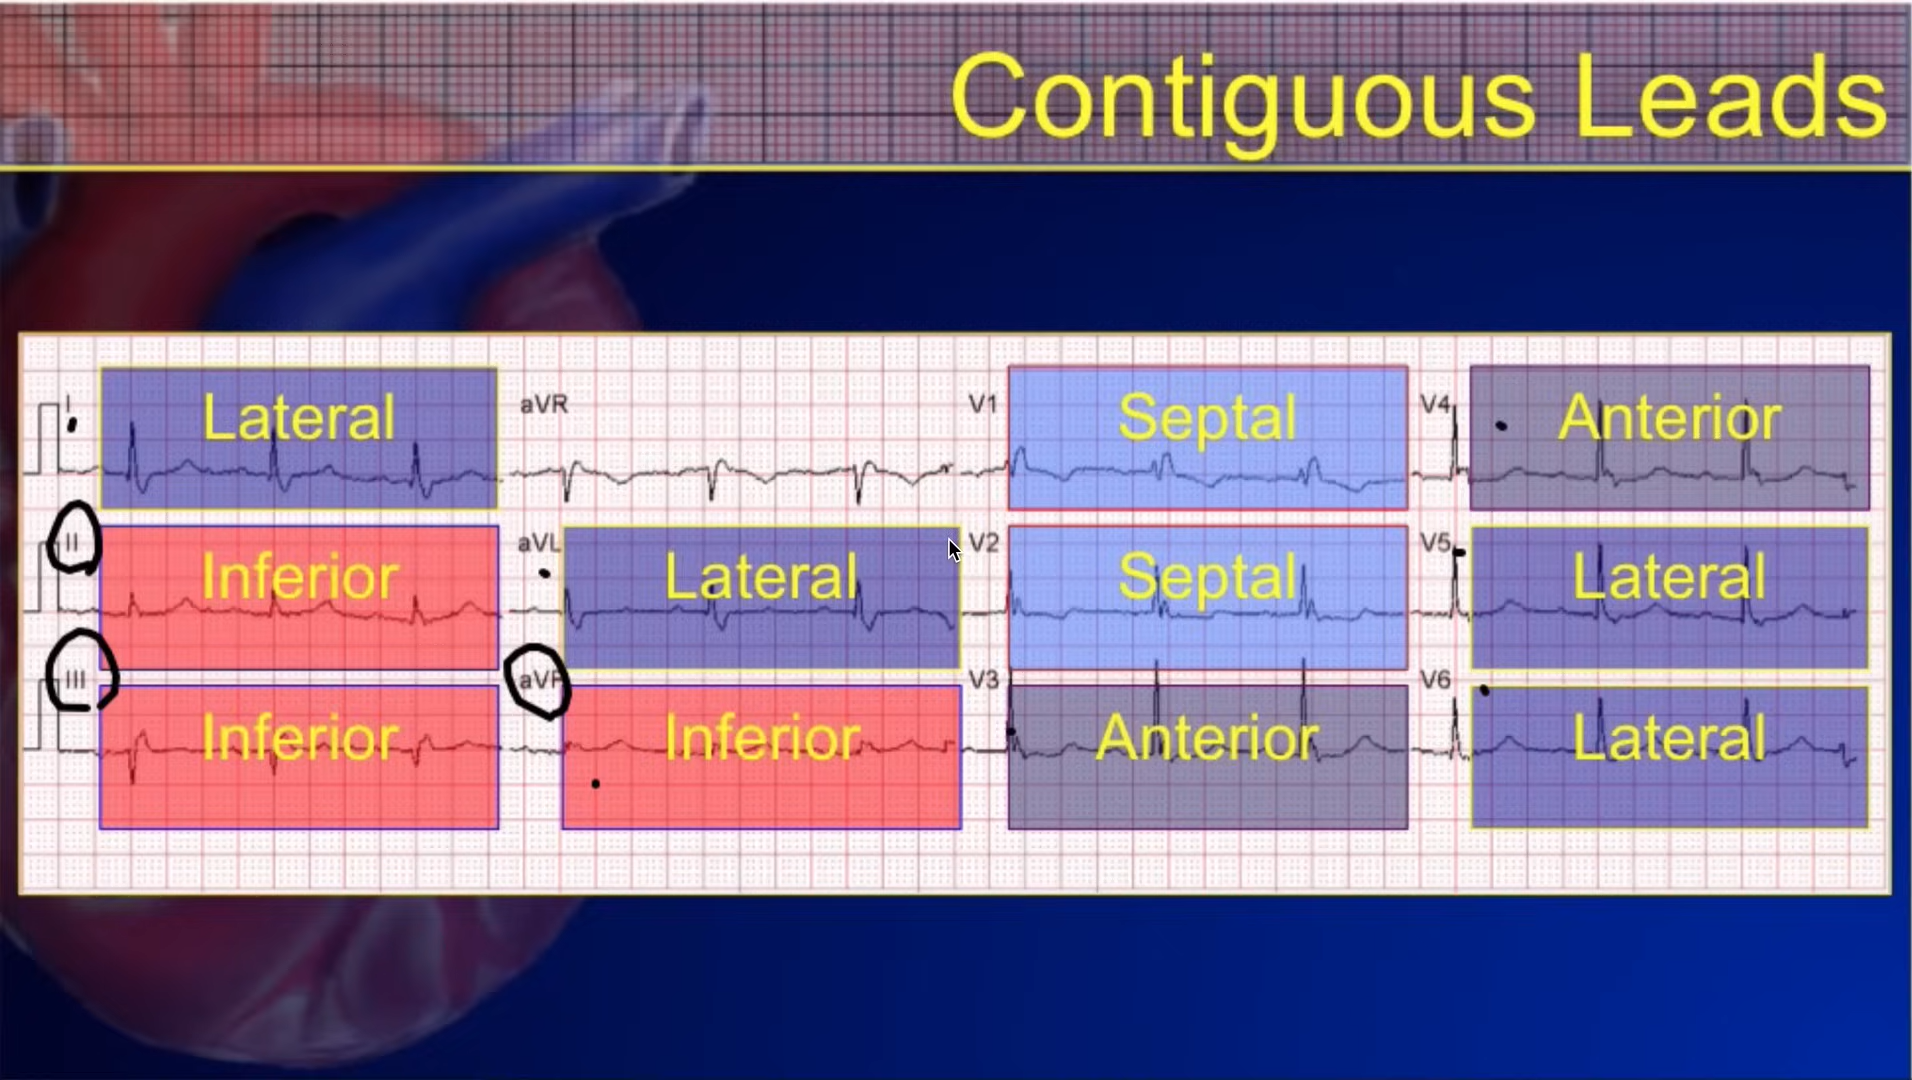 Contiguous Leads
I Lateral aVR V1 Septal V4 Anterior
II Inferior aVL Lateral V2 Septal V5 Lateral
III Inferior aVF Inferior V3 Anterior V6 Lateral